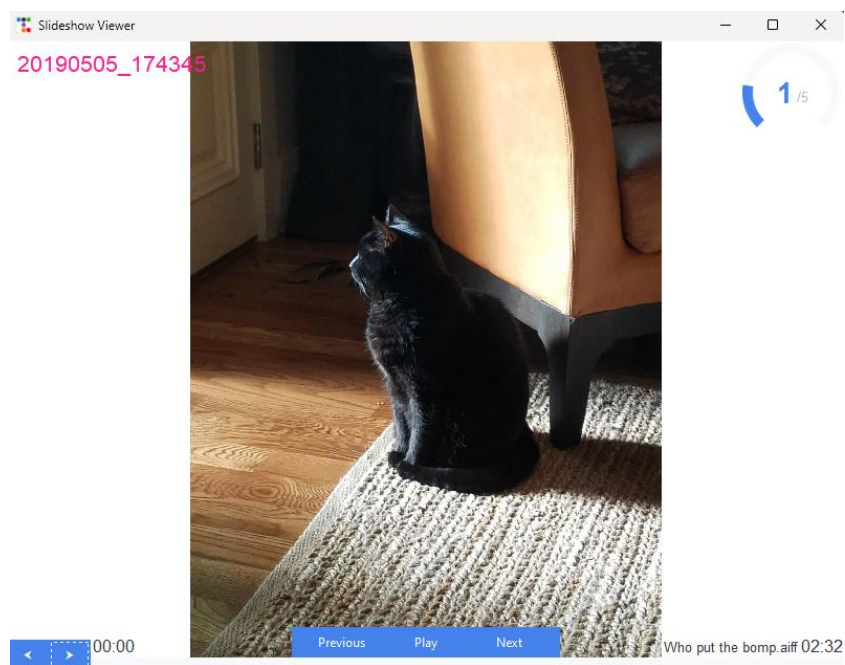 Slideshow Viewer
20190505_174345
1 /5
00:00
Previous Play Next
Who put the bomp.aiff 02:32